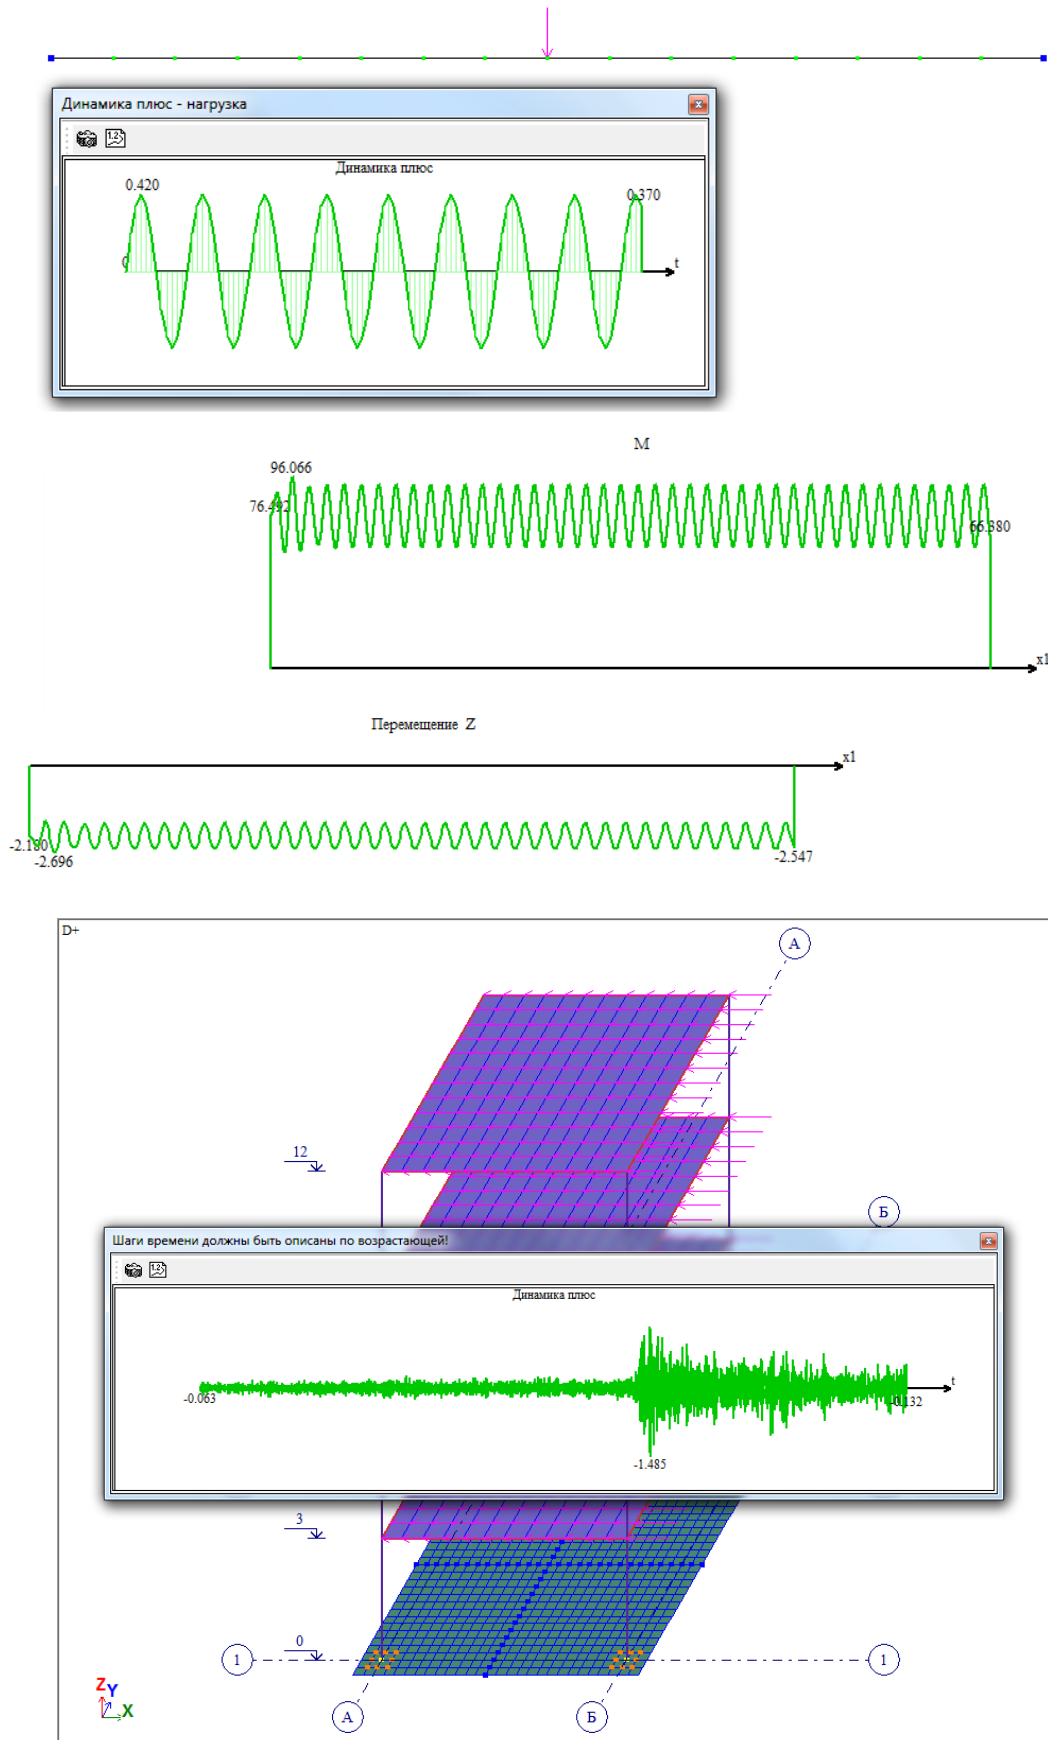 Динамика плюс - нагрузка
Динамика плюс
0.420
0.370
0
t
M
96.066
76.492
66.380
x1
Перемещение Z
x1
-2.180
-2.696
-2.547
D+
А
12
Б
Шаги времени должны быть описаны по возрастающей!
Динамика плюс
t
-0.063
-0.132
-1.485
3
0
1
1
Z
Y
X
А
Б